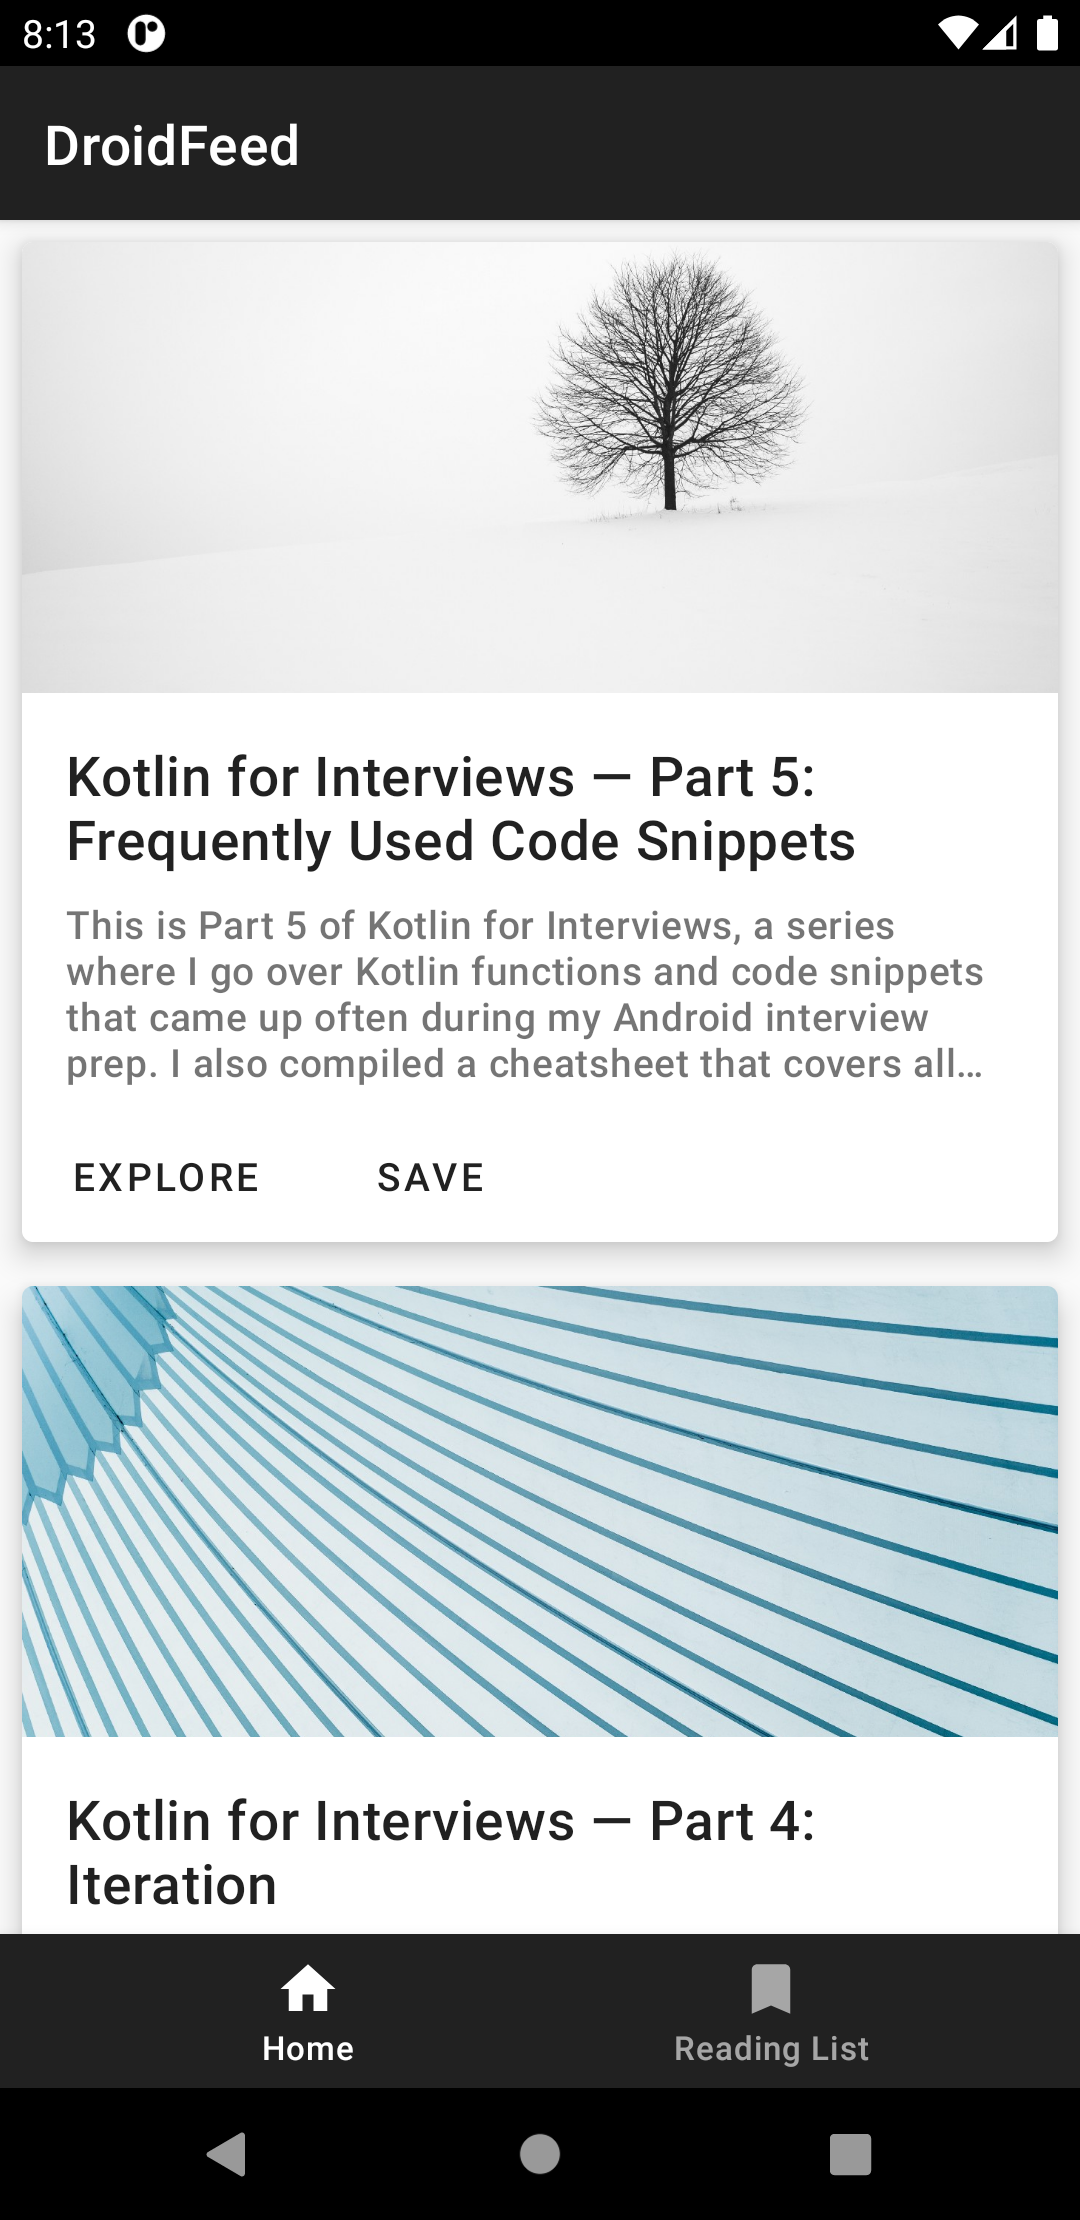 8:13
DroidFeed
Kotlin for Interviews — Part 5:
Frequently Used Code Snippets
This is Part 5 of Kotlin for Interviews, a series
where I go over Kotlin functions and code snippets
that came up often during my Android interview
prep. I also compiled a cheatsheet that covers all…
EXPLORE SAVE
Kotlin for Interviews — Part 4:
Iteration
Home Reading List